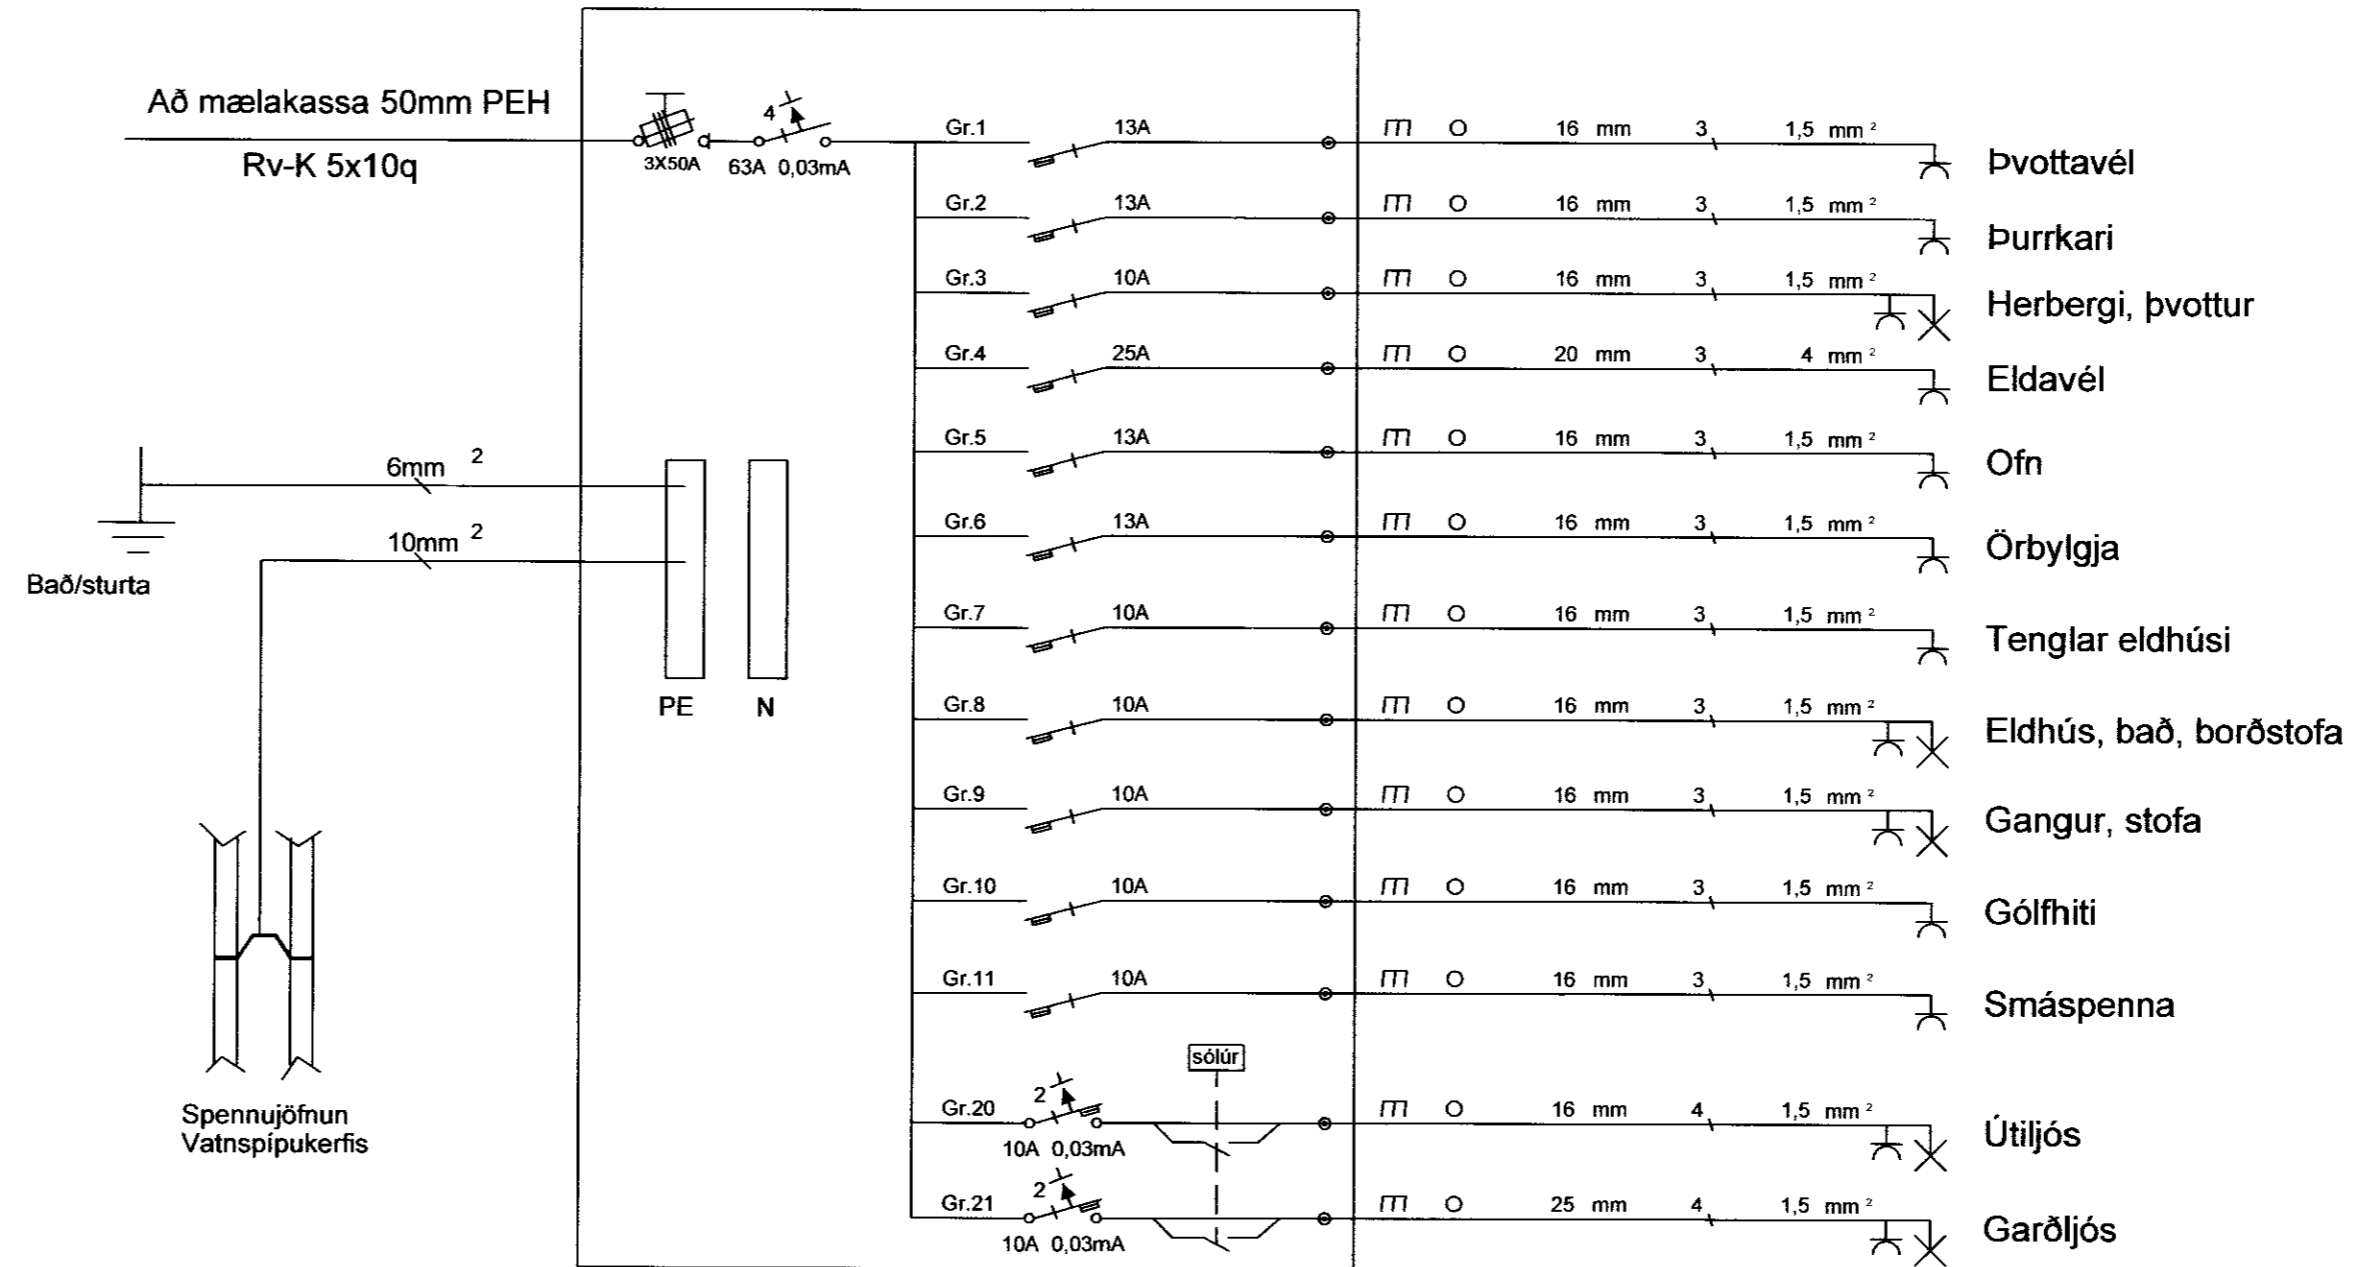 Að mælakassa 50mm PEH
Rv-K 5x10q
3X50A
4
63A 0,03mA
Gr.1 13A 16 mm 3 1,5 mm ²
Þvottavél
Gr.2 13A 16 mm 3 1,5 mm ²
Þurrkari
Gr.3 10A 16 mm 3 1,5 mm ²
Herbergi, þvottur
Gr.4 25A 20 mm 3 4 mm ²
Eldavél
Gr.5 13A 16 mm 3 1,5 mm ²
Ofn
Gr.6 13A 16 mm 3 1,5 mm ²
Örbylgja
Gr.7 10A 16 mm 3 1,5 mm ²
Tenglar eldhúsi
Gr.8 10A 16 mm 3 1,5 mm ²
Eldhús, bað, borðstofa
Gr.9 10A 16 mm 3 1,5 mm ²
Gangur, stofa
Gr.10 10A 16 mm 3 1,5 mm ²
Gólfhiti
Gr.11 10A 16 mm 3 1,5 mm ²
Smáspenna
sólúr
Gr.20 2 16 mm 4 1,5 mm ²
10A 0,03mA
Útiljós
Gr.21 2 25 mm 4 1,5 mm ²
10A 0,03mA
Garðljós
6mm 2
10mm 2
Bað/sturta
PE N
Spennujöfnun
Vatnspípukerfis